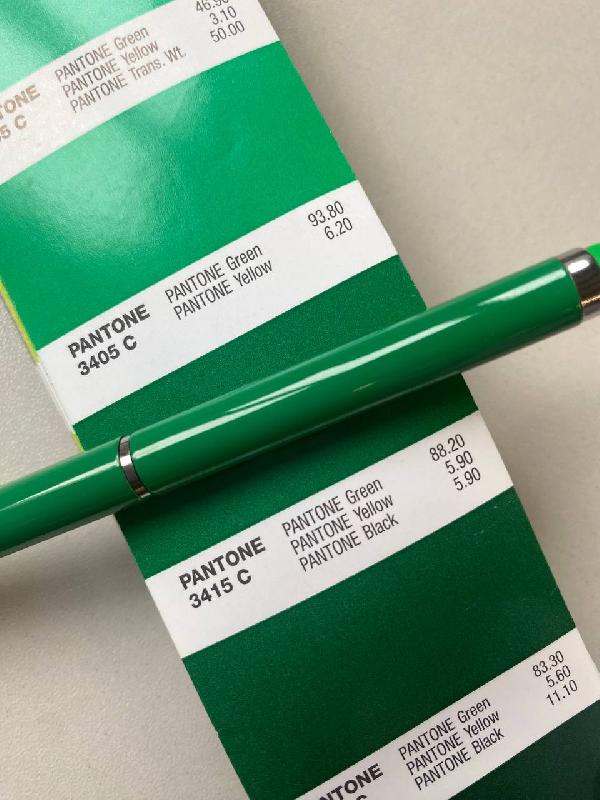 PANTONE Green 46.90
PANTONE Yellow 3.10
PANTONE Trans. Wt. 50.00
5 C
PANTONE
3405 C
PANTONE Green 93.80
PANTONE Yellow 6.20
PANTONE
3415 C
PANTONE Green 88.20
PANTONE Yellow 5.90
PANTONE Black 5.90
PANTONE
PANTONE Green 83.30
PANTONE Yellow 5.60
PANTONE Black 11.10